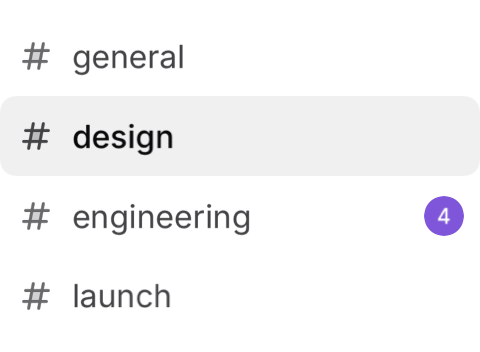 # general
# design
# engineering 4
# launch